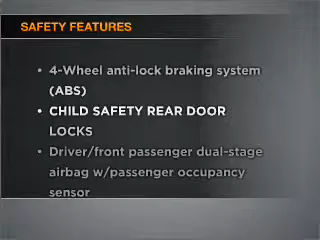 SAFETY FEATURES
• 4-Wheel anti-lock braking system
(ABS)
• CHILD SAFETY REAR DOOR
LOCKS
• Driver/front passenger dual-stage
airbag w/passenger occupancy
sensor